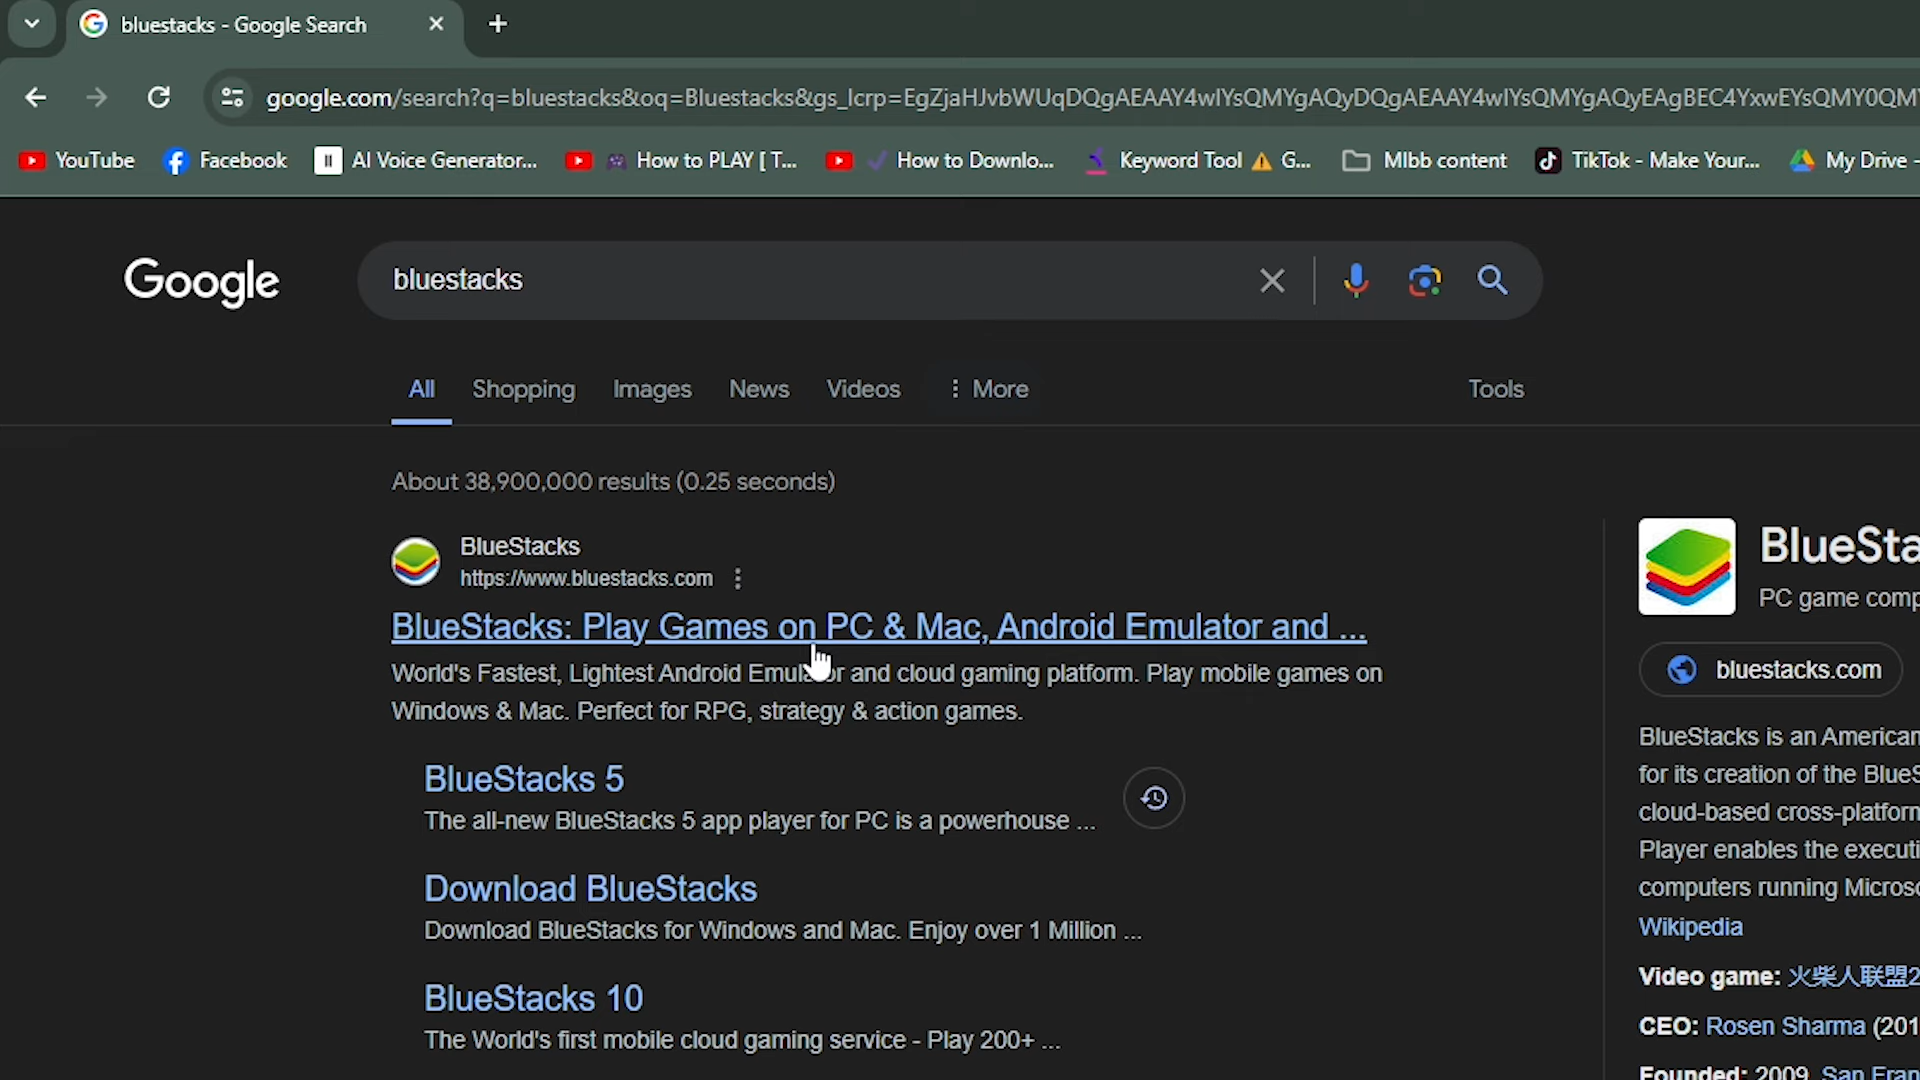 bluestacks - Google Search
google.com/search?q=bluestacks&oq=Bluestacks&gs_lcrp=EgZjaHJvbWUqDQgAEAAY4wIYsQMYgAQyDQgAEAAY4wIYsQMYgAQyEAgBEC4YxwEYsQMY0QM
YouTube Facebook AI Voice Generator... How to PLAY [ T... How to Downlo... Keyword Tool ⚠ G... Mlbb content TikTok - Make Your... My Drive -
Google bluestacks
All Shopping Images News Videos More Tools
About 38,900,000 results (0.25 seconds)
BlueStacks
https://www.bluestacks.com
BlueStacks: Play Games on PC & Mac, Android Emulator and ...
World's Fastest, Lightest Android Emulator and cloud gaming platform. Play mobile games on
Windows & Mac. Perfect for RPG, strategy & action games.
BlueStacks 5
The all-new BlueStacks 5 app player for PC is a powerhouse ...
Download BlueStacks
Download BlueStacks for Windows and Mac. Enjoy over 1 Million ...
BlueStacks 10
The World's first mobile cloud gaming service - Play 200+ ...
BlueSta
PC game comp
bluestacks.com
BlueStacks is an American
for its creation of the BlueS
cloud-based cross-platform
Player enables the executi
computers running Microso
Wikipedia
Video game: 火柴人联盟2
CEO: Rosen Sharma (201
Founded: 2009, San Fran